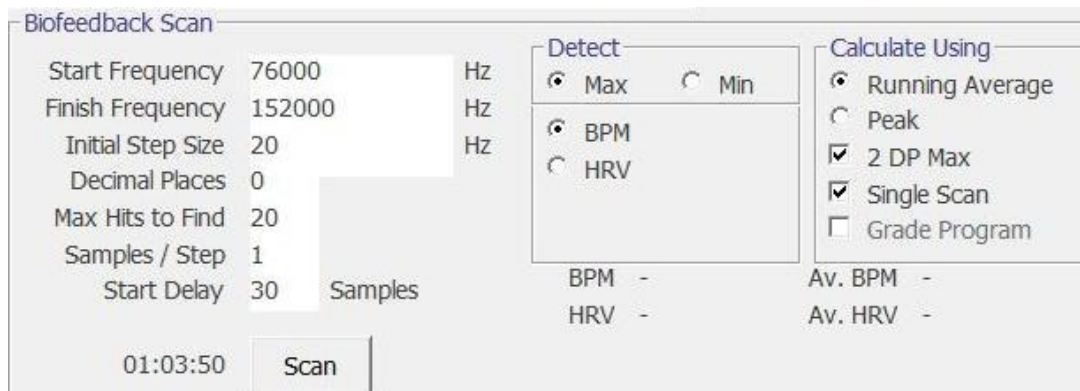 Biofeedback Scan
Start Frequency 76000 Hz
Finish Frequency 152000 Hz
Initial Step Size 20 Hz
Decimal Places 0
Max Hits to Find 20
Samples / Step 1
Start Delay 30 Samples
01:03:50 Scan
Detect
Max Min
BPM
HRV
BPM -
HRV -
Calculate Using
Running Average
Peak
2 DP Max
Single Scan
Grade Program
Av. BPM -
Av. HRV -